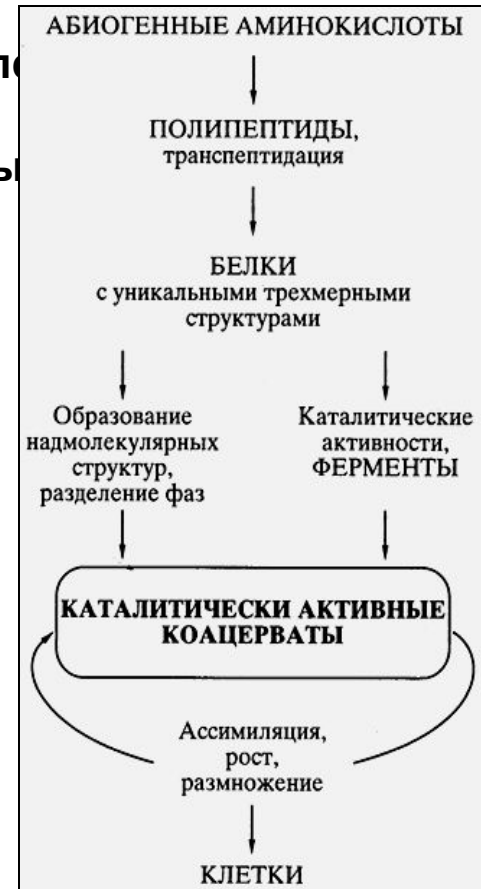 АБИОГЕННЫЕ АМИНОКИСЛОТЫ
ПОЛИПЕПТИДЫ,
транспептидация
БЕЛКИ
с уникальными трехмерными
структурами
Образование
надмолекулярных
структур,
разделение фаз
Каталитические
активности,
ФЕРМЕНТЫ
КАТАЛИТИЧЕСКИ АКТИВНЫЕ
КОАЦЕРВАТЫ
Ассимиляция,
рост,
размножение
КЛЕТКИ